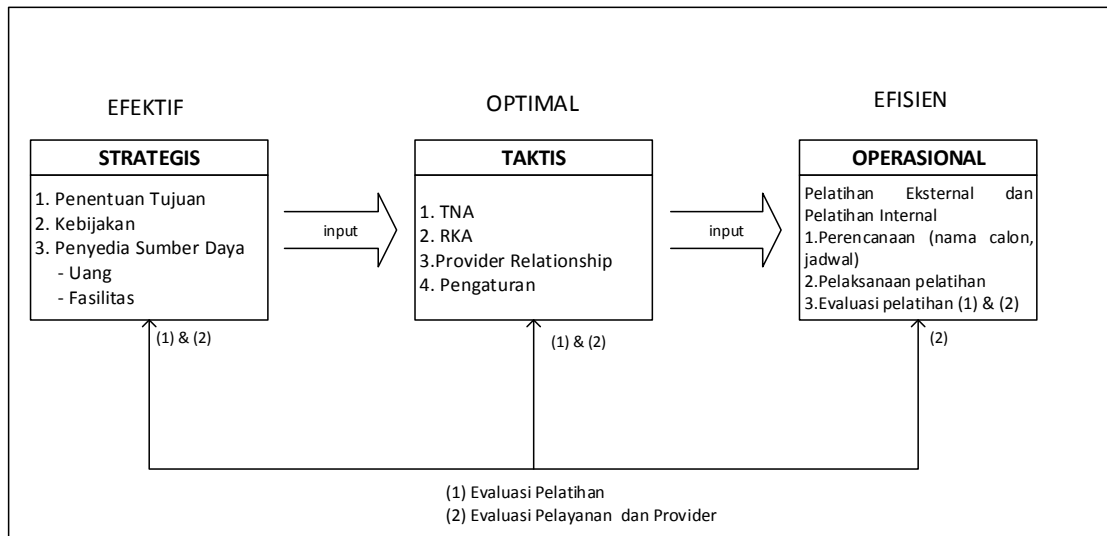 EFEKTIF
OPTIMAL
EFISIEN
STRATEGIS
1. Penentuan Tujuan
2. Kebijakan
3. Penyedia Sumber Daya
- Uang
- Fasilitas
input
TAKTIS
1. TNA
2. RKA
3.Provider Relationship
4. Pengaturan
input
OPERASIONAL
Pelatihan Eksternal dan
Pelatihan Internal
1.Perencanaan (nama calon,
jadwal)
2.Pelaksanaan pelatihan
3.Evaluasi pelatihan (1) & (2)
(1) & (2)
(1) & (2)
(2)
(1) Evaluasi Pelatihan
(2) Evaluasi Pelayanan dan Provider